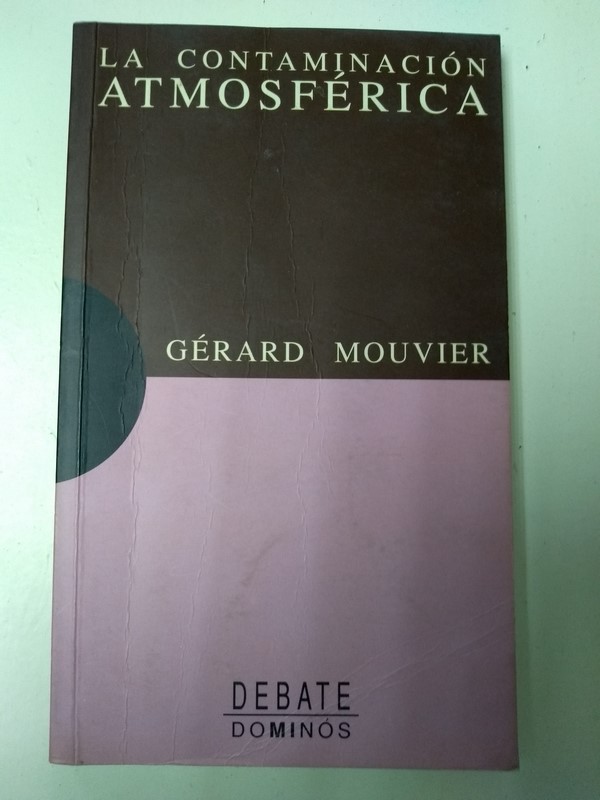 LA CONTAMINACIÓN
ATMOSFÉRICA
GÉRARD MOUVIER
DEBATE
DOMINÓS